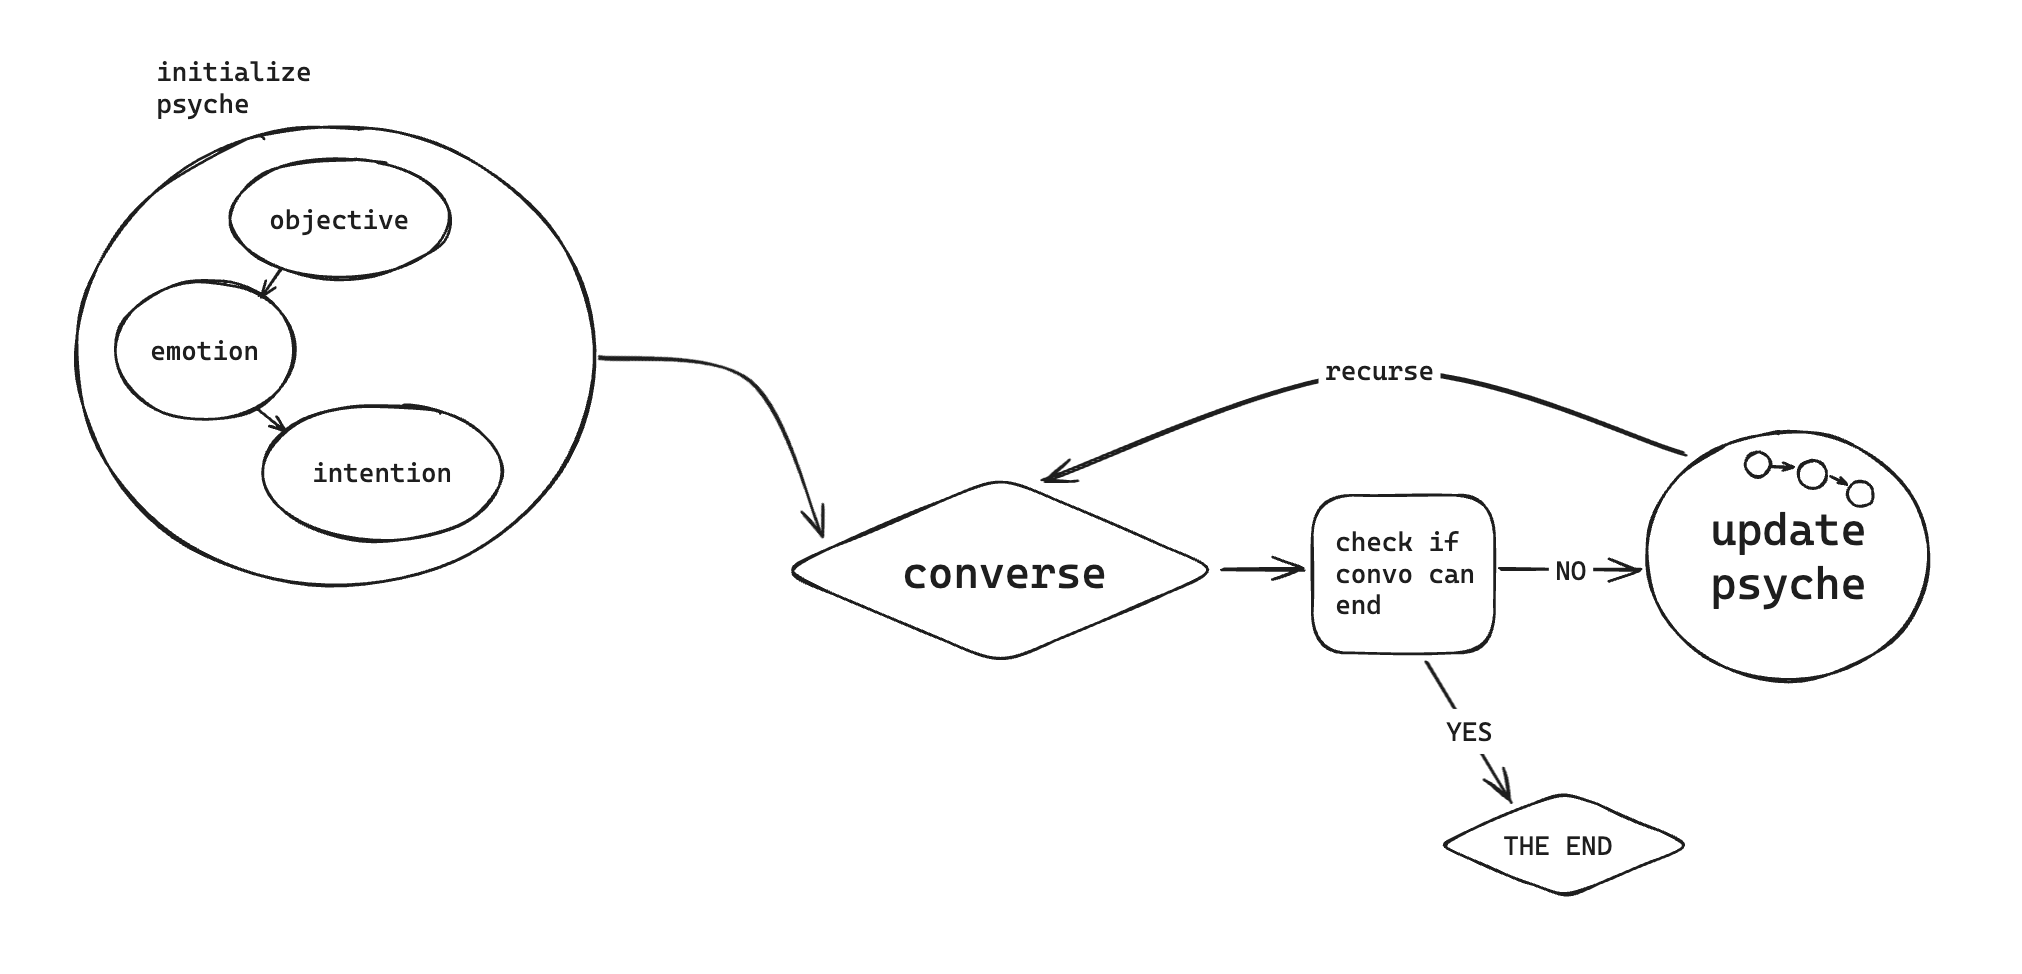 initialize
psyche
objective
emotion
intention
recurse
converse
check if
convo can
end
NO
update
psyche
YES
THE END